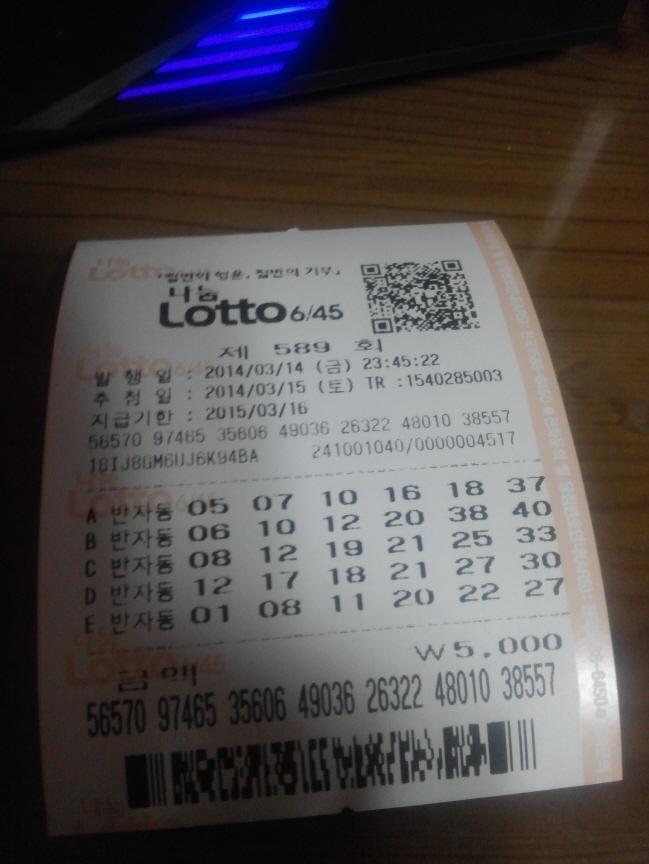 「한번의 행운, 한번의 기부」
나눔
Lotto 6/45
제 589 회
발 행 일 : 2014/03/14 (금) 23:45:22
추 첨 일 : 2014/03/15 (토) TR :1540285003
지급기한 : 2015/03/16
56570 97465 35606 49036 26322 48010 38557
18IJ8GM6UJ6K94BA 241001040/0000004517
A 반자동 05 07 10 16 18 37
B 반자동 06 10 12 20 38 40
C 반자동 08 12 19 21 25 33
D 반자동 12 17 18 21 27 30
E 반자동 01 08 11 20 22 27
금액 ₩5,000
56570 97465 35606 49036 26322 48010 38557